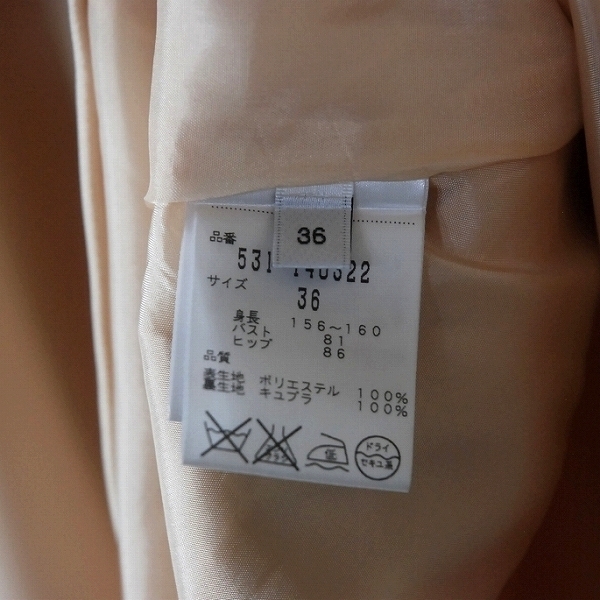 36
品番
531 140322
サイズ
36
身長 156~160
バスト 81
ヒップ 86
品質
表生地 ポリエステル 100%
裏生地 キュプラ 100%
低
ドライ
セキユ系